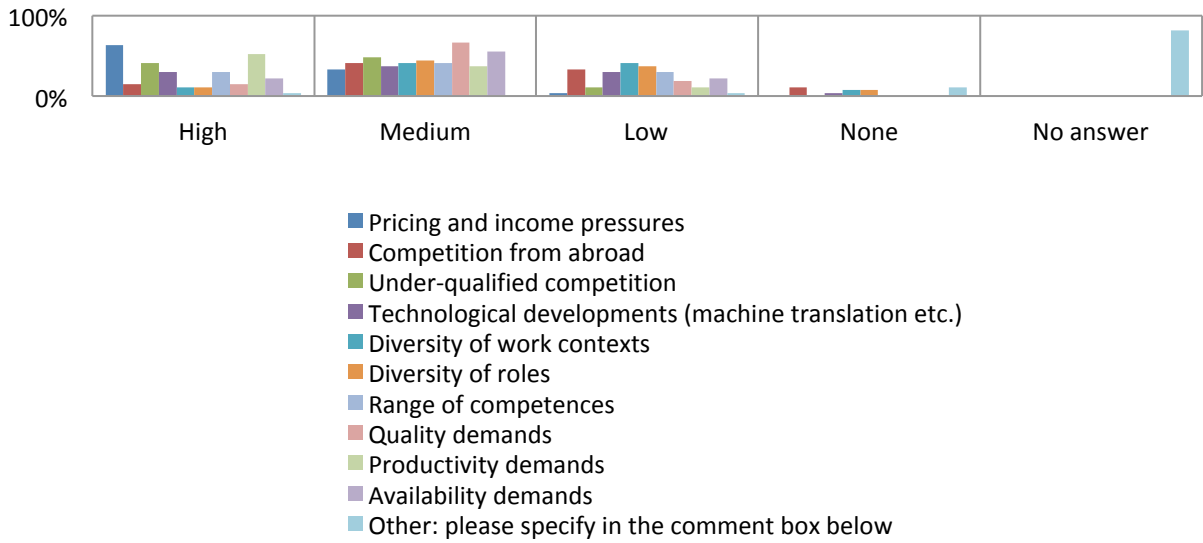 100%
0%
High Medium Low None No answer
Pricing and income pressures
Competition from abroad
Under-qualified competition
Technological developments (machine translation etc.)
Diversity of work contexts
Diversity of roles
Range of competences
Quality demands
Productivity demands
Availability demands
Other: please specify in the comment box below